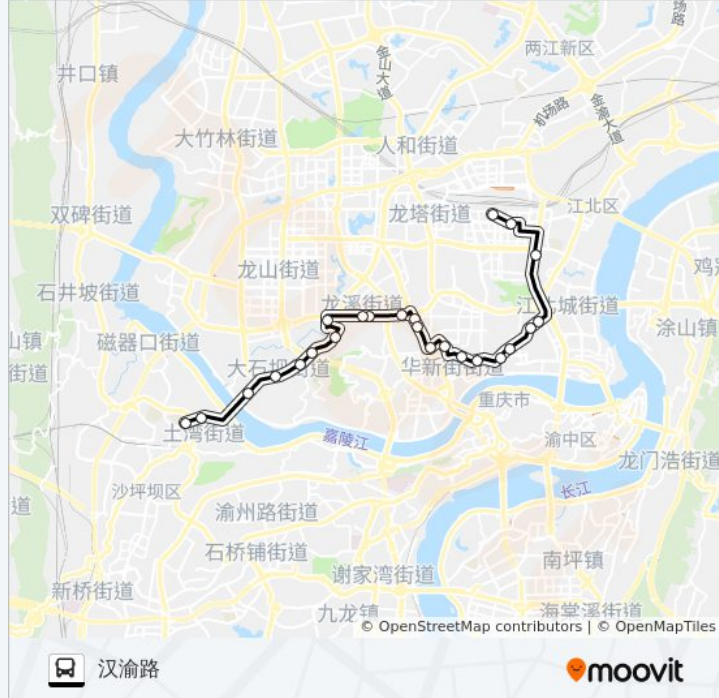 场路
两江新区
井口镇
金山大道
机场路
金渝大道
大竹林街道
人和街道
双碑街道
龙塔街道
江北区
鸡冠
龙山街道
石井坡街道
龙溪街道
江北城街道
涂山镇
山镇
磁器口街道
街道
大石坝街道
华新街街道
重庆市
土湾街道
嘉陵江
渝中区
龙门浩街道
沙坪坝区
长江
道
渝州路街道
石桥铺街道
南坪镇
谢家湾街道
新桥街道
九龙镇
海棠溪街道
© OpenStreetMap contributors | © OpenMapTiles
汉渝路
moovit